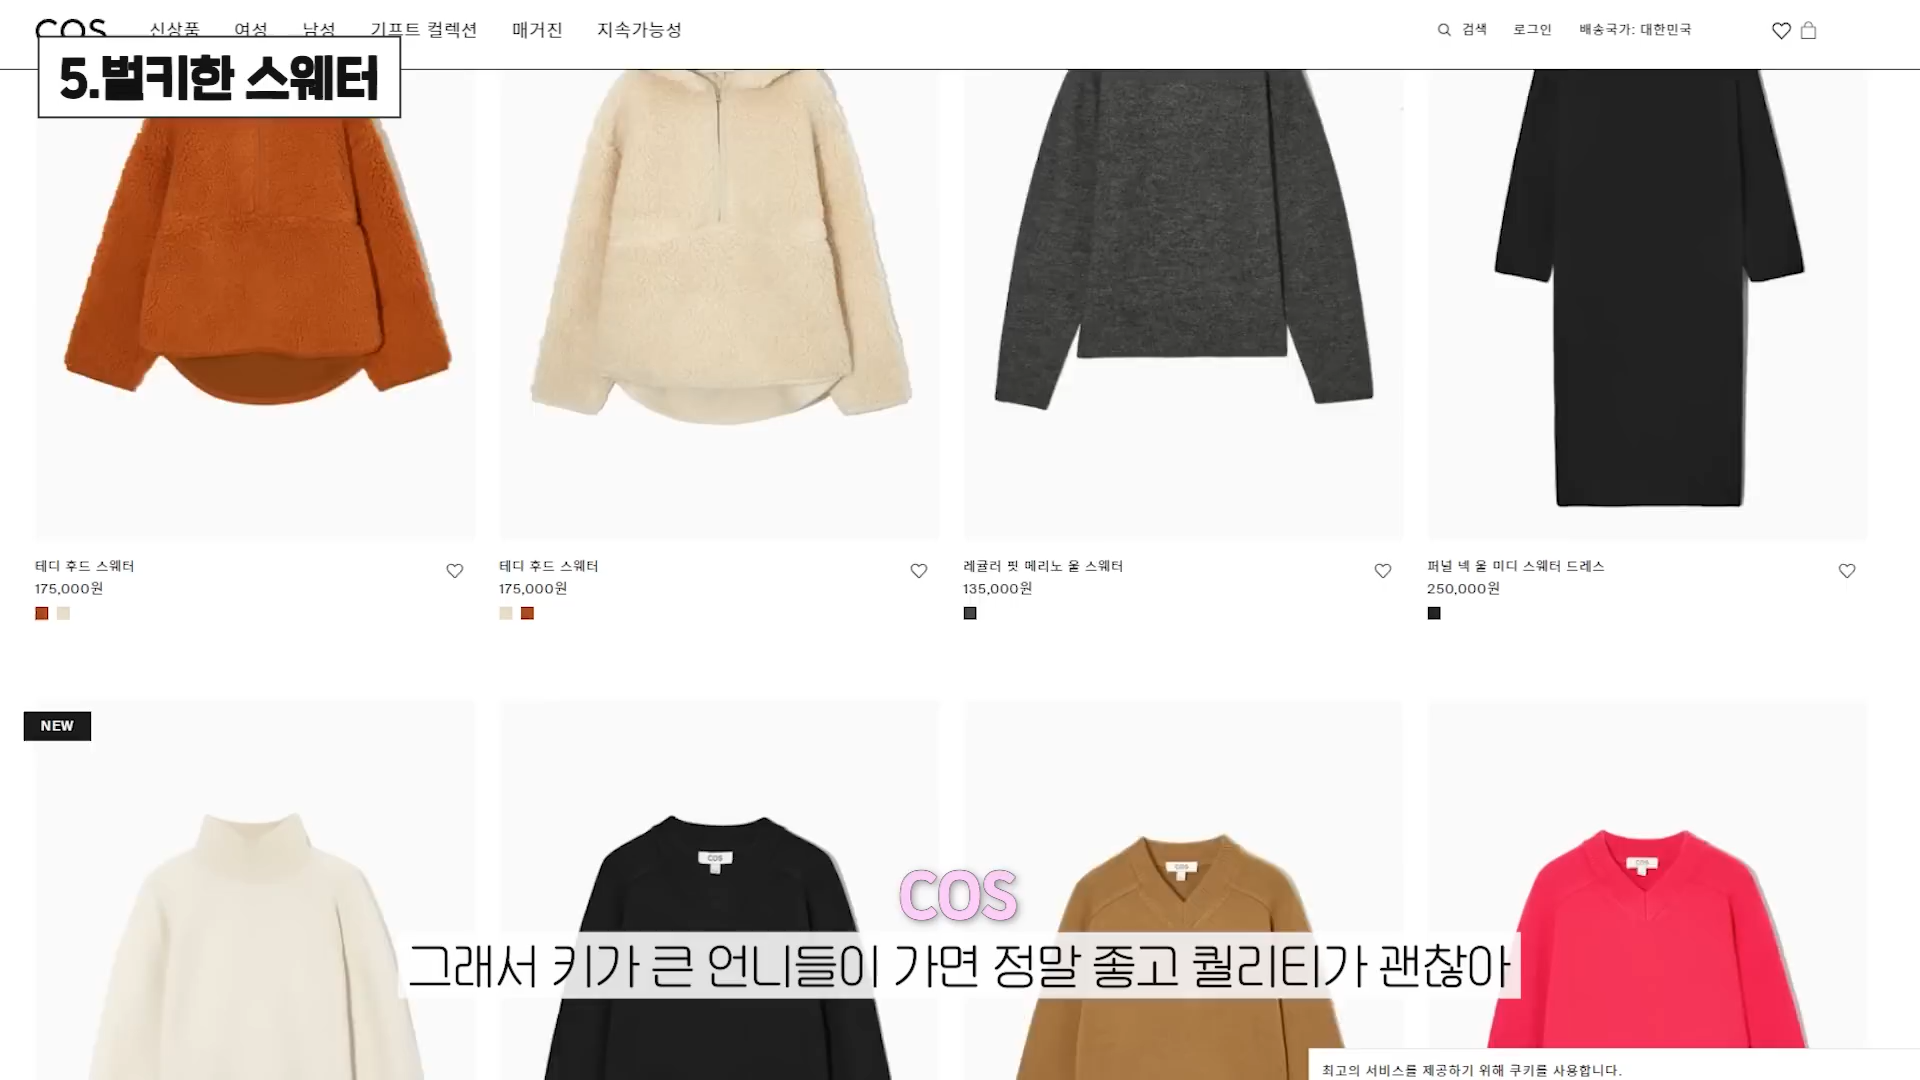 COS 신상품 여성 남성 기프트 컬렉션 매거진 지속가능성 검색 로그인 배송국가: 대한민국
5.벌키한 스웨터
테디 후드 스웨터
175,000원
테디 후드 스웨터
175,000원
레귤러 핏 메리노 울 스웨터
135,000원
퍼널 넥 울 미디 스웨터 드레스
250,000원
NEW
COS
COS
COS
COS
그래서 키가 큰 언니들이 가면 정말 좋고 퀄리티가 괜찮아
최고의 서비스를 제공하기 위해 쿠키를 사용합니다.